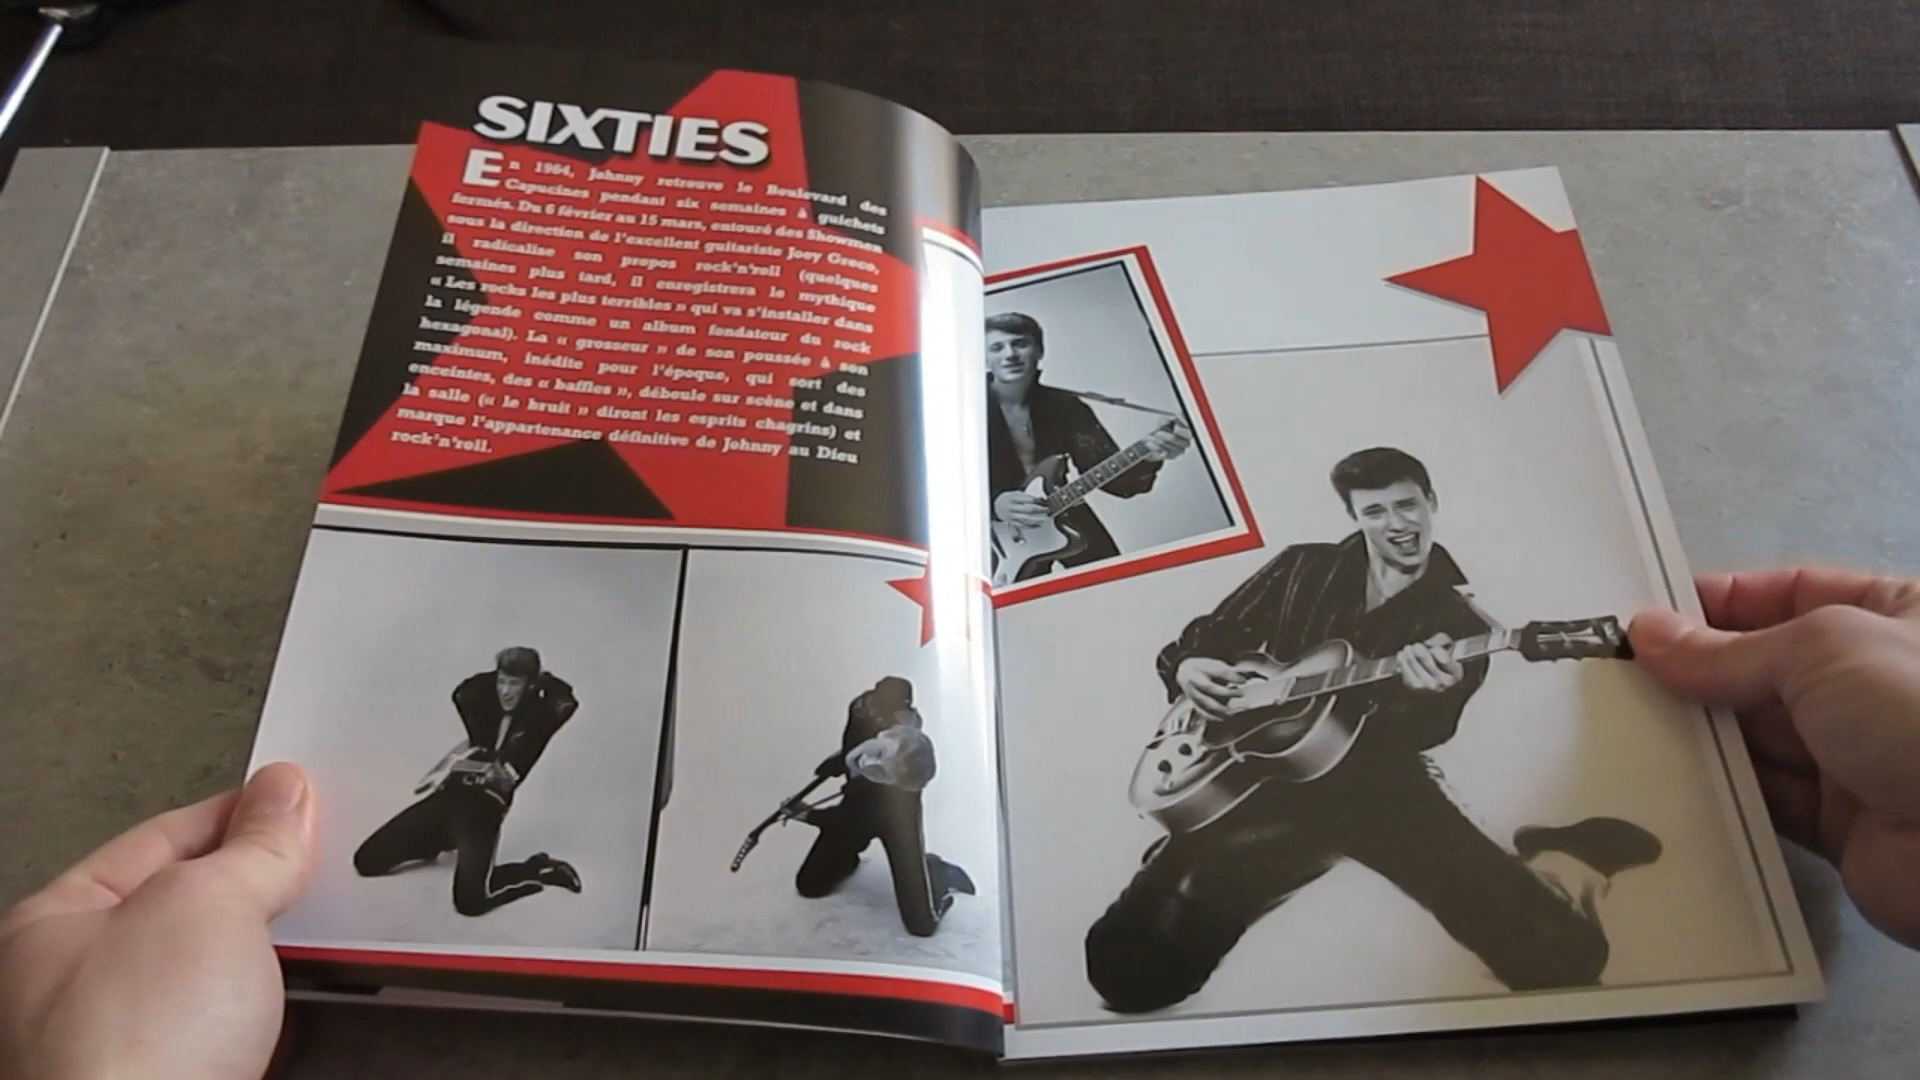 SIXTIES
En 1964, Johnny retrouve le Boulevard des
Capucines pendant six semaines à guichets
fermés. Du 6 février au 15 mars, entouré des Showmen
sous la direction de l'excellent guitariste Joey Greco,
il radicalise son propos rock'n'roll (quelques
semaines plus tard, il enregistrera le mythique
« Les rocks les plus terribles » qui va s'installer dans
la légende comme un album fondateur du rock
hexagonal). La « grosseur » de son poussée à son
maximum, inédite pour l'époque, qui sort des
enceintes, des « baffles », déboule sur scène et dans
la salle (« le bruit » diront les esprits chagrins) et
marque l'appartenance définitive de Johnny au Dieu
rock'n'roll.